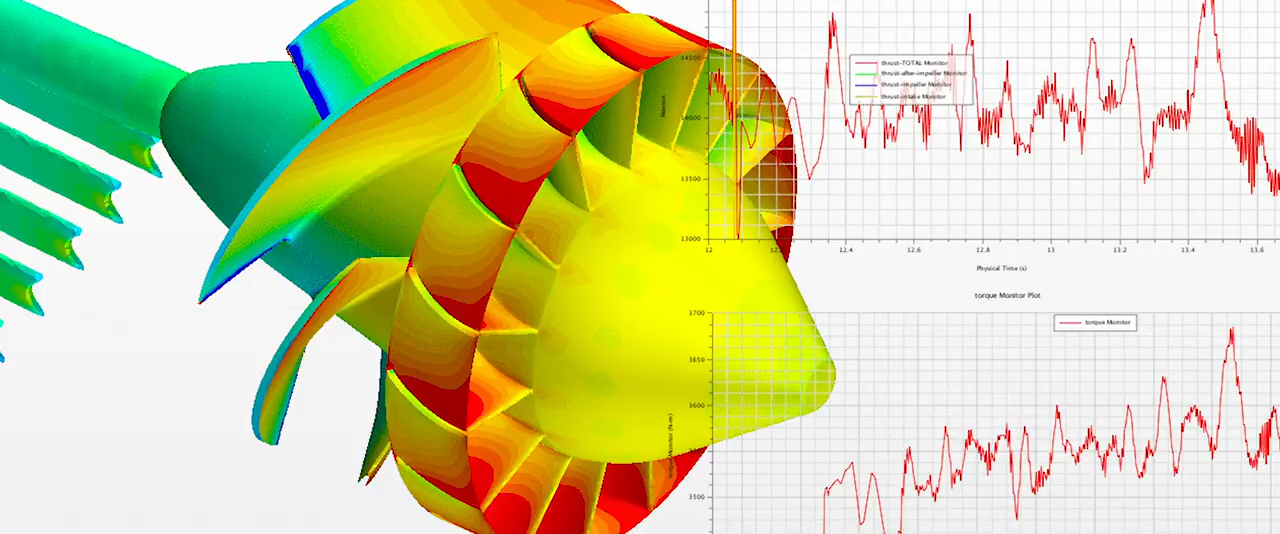 14500
14000
13500
13000
Newton
thrust-TOTAL Monitor
thrust-after-impeller Monitor
thrust-impeller Monitor
thrust-intake Monitor
12
12.4
12.6
12.8
13
13.2
13.4
13.6
Physical Time (s)
torque Monitor Plot
3700
3650
3600
3500
Monitor (N-m)
torque Monitor